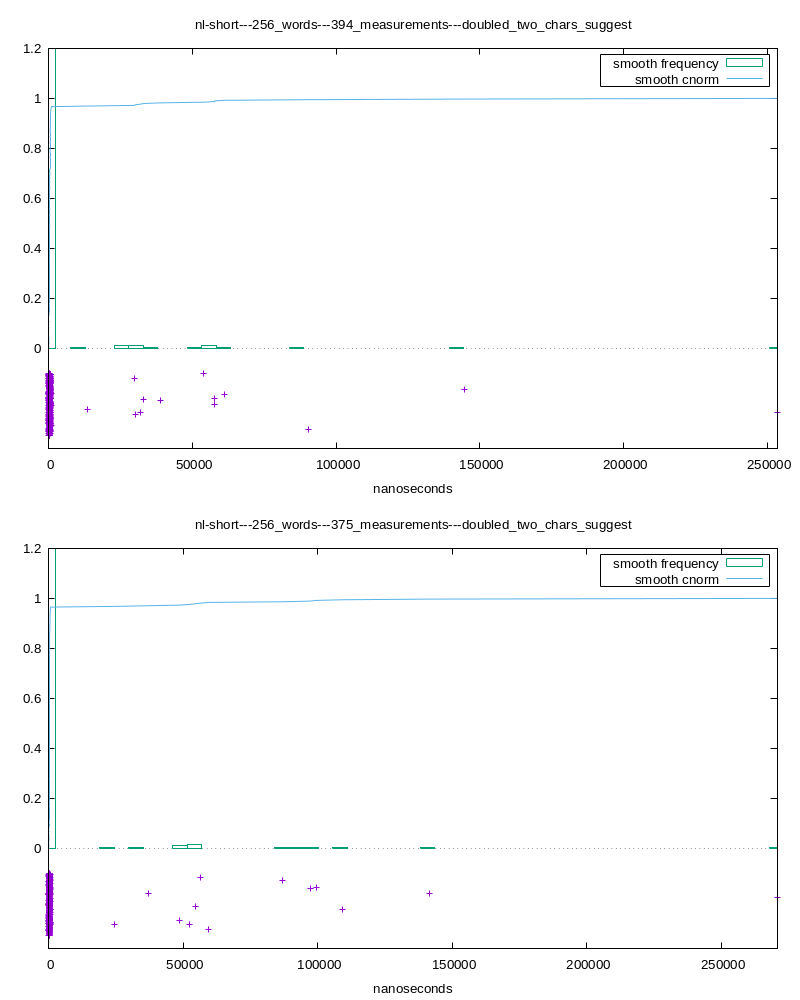 nl-short---256_words---394_measurements---doubled_two_chars_suggest
1.2
smooth frequency
smooth cnorm
1
0.8
0.6
0.4
0.2
0
0 50000 100000 150000 200000 250000
nanoseconds
nl-short---256_words---375_measurements---doubled_two_chars_suggest
1.2
smooth frequency
smooth cnorm
1
0.8
0.6
0.4
0.2
0
0 50000 100000 150000 200000 250000
nanoseconds